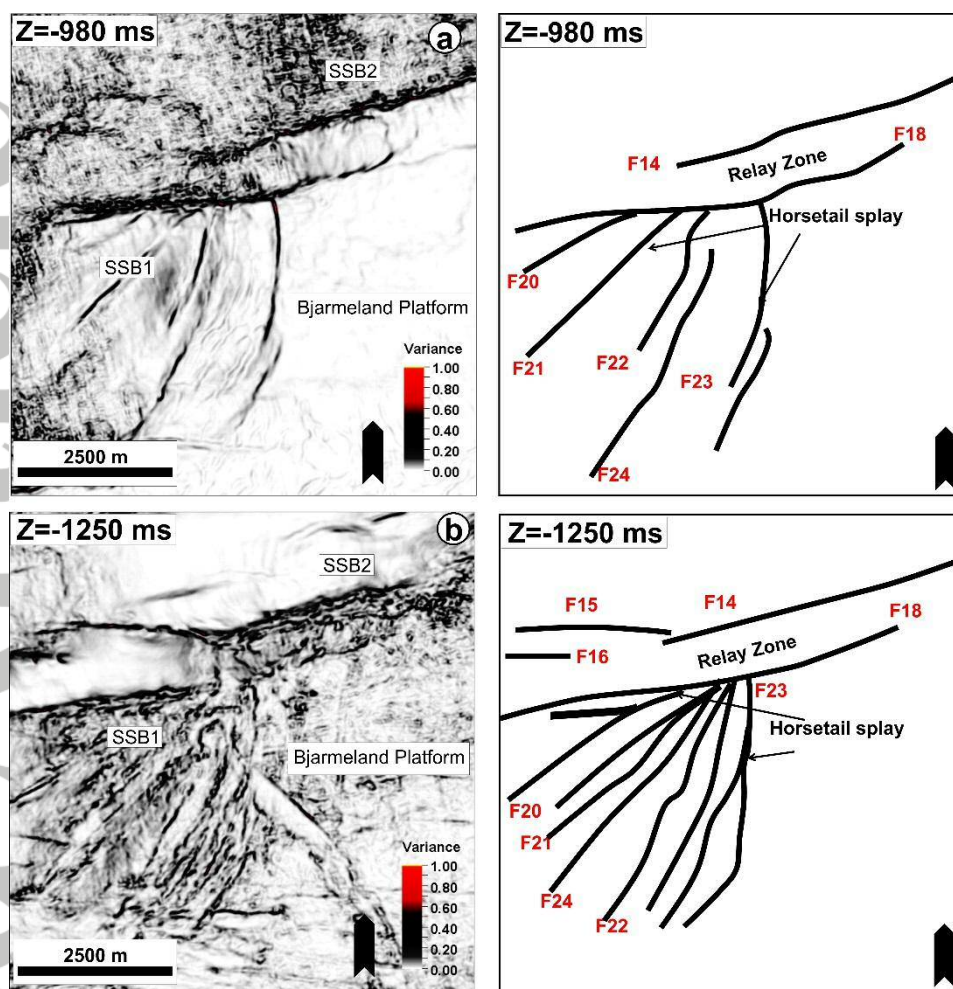 Z=-980 ms
a
SSB2
SSB1
Bjarmeland Platform
Variance
1.00
0.80
0.60
0.40
0.20
0.00
2500 m
Z=-980 ms
F18
F14
Relay Zone
Horsetail splay
F20
F21
F22
F23
F24
Z=-1250 ms
b
SSB2
SSB1
Bjarmeland Platform
Variance
1.00
0.80
0.60
0.40
0.20
0.00
2500 m
Z=-1250 ms
F15
F14
F18
F16
Relay Zone
F23
Horsetail splay
F20
F21
F24
F22